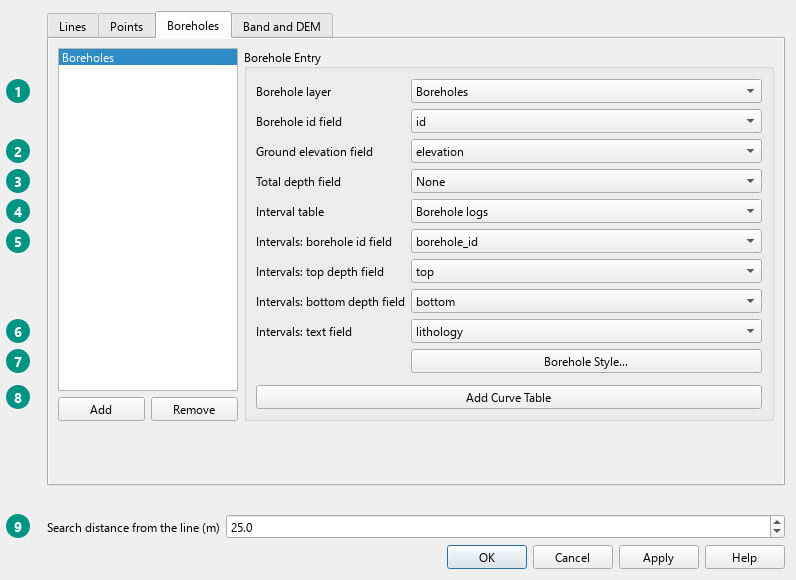 Lines Points Boreholes Band and DEM
Boreholes
Borehole Entry
1 Borehole layer Boreholes
Borehole id field id
2 Ground elevation field elevation
3 Total depth field None
4 Interval table Borehole logs
5 Intervals: borehole id field borehole_id
Intervals: top depth field top
Intervals: bottom depth field bottom
6 Intervals: text field lithology
7 Borehole Style...
8 Add Curve Table
Add Remove
9 Search distance from the line (m) 25.0
OK Cancel Apply Help